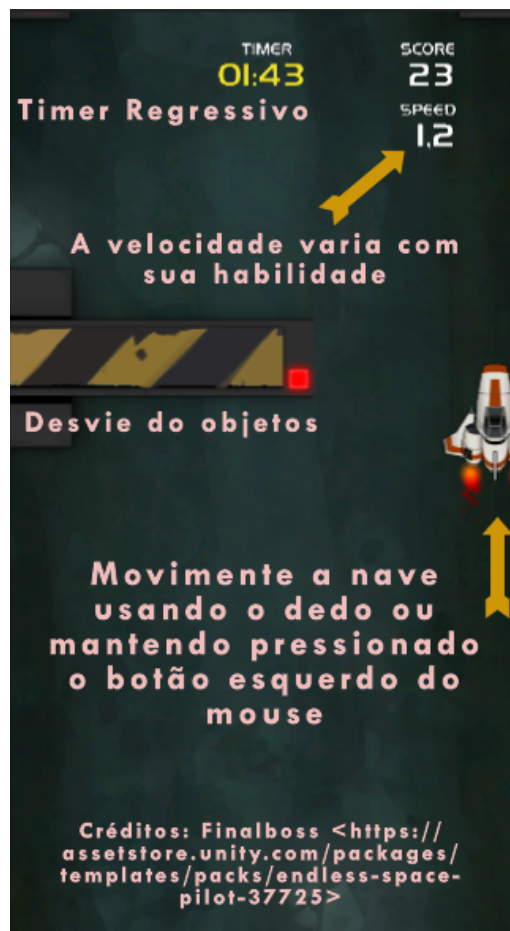 TIMER
01:43
SCORE
23
Timer Regressivo
SPEED
1,2
A velocidade varia com
sua habilidade
Desvie do objetos
Movimente a nave
usando o dedo ou
mantendo pressionado
o botão esquerdo do
mouse
Créditos: Finalboss <https://
assetstore.unity.com/packages/
templates/packs/endless-space-
pilot-37725>